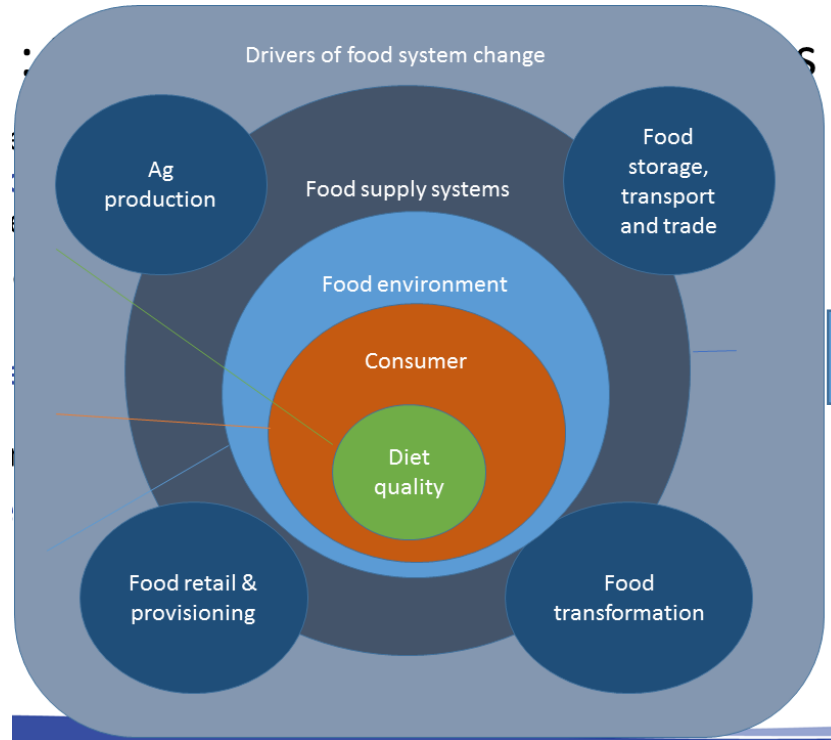 Drivers of food system change
Ag
production
Food
storage,
transport
and trade
Food supply systems
Food environment
Consumer
Diet
quality
Food retail &
provisioning
Food
transformation